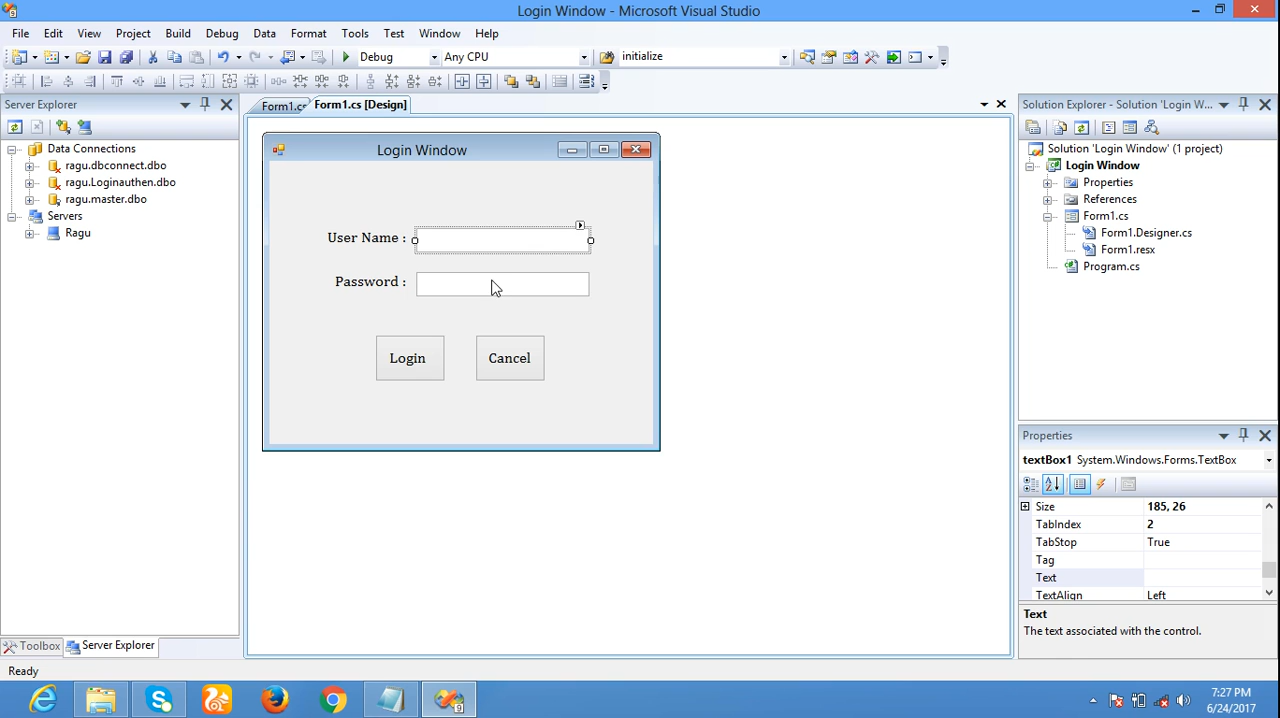 Login Window - Microsoft Visual Studio
File Edit View Project Build Debug Data Format Tools Test Window Help
Debug Any CPU initialize
Server Explorer
Data Connections
ragu.dbconnect.dbo
ragu.Loginauthen.dbo
ragu.master.dbo
Servers
Ragu
Toolbox Server Explorer
Form1.cs Form1.cs [Design]
Login Window
User Name :
Password :
Login Cancel
Solution Explorer - Solution 'Login W...
Solution 'Login Window' (1 project)
Login Window
Properties
References
Form1.cs
Form1.Designer.cs
Form1.resx
Program.cs
Properties
textBox1 System.Windows.Forms.TextBox
Size 185, 26
TabIndex 2
TabStop True
Tag
Text
TextAlign Left
Text
The text associated with the control.
Ready
7:27 PM
6/24/2017